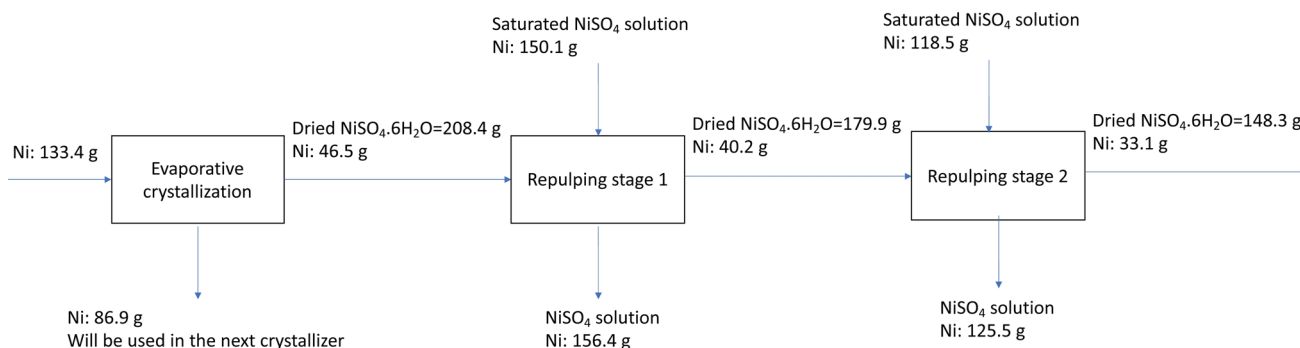 Saturated NiSO₄ solution
Ni: 150.1 g
Saturated NiSO₄ solution
Ni: 118.5 g
Ni: 133.4 g
Evaporative
crystallization
Dried NiSO₄.6H₂O=208.4 g
Ni: 46.5 g
Repulping stage 1
Dried NiSO₄.6H₂O=179.9 g
Ni: 40.2 g
Repulping stage 2
Dried NiSO₄.6H₂O=148.3 g
Ni: 33.1 g
Ni: 86.9 g
Will be used in the next crystallizer
NiSO₄ solution
Ni: 156.4 g
NiSO₄ solution
Ni: 125.5 g